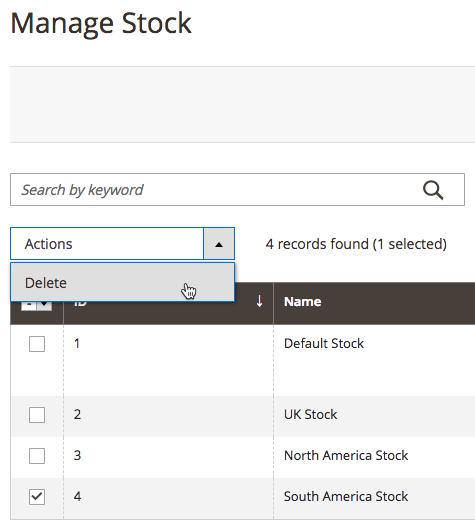 Manage Stock
Search by keyword
Actions
4 records found (1 selected)
Delete
ID ↓ Name
1 Default Stock
2 UK Stock
3 North America Stock
4 South America Stock